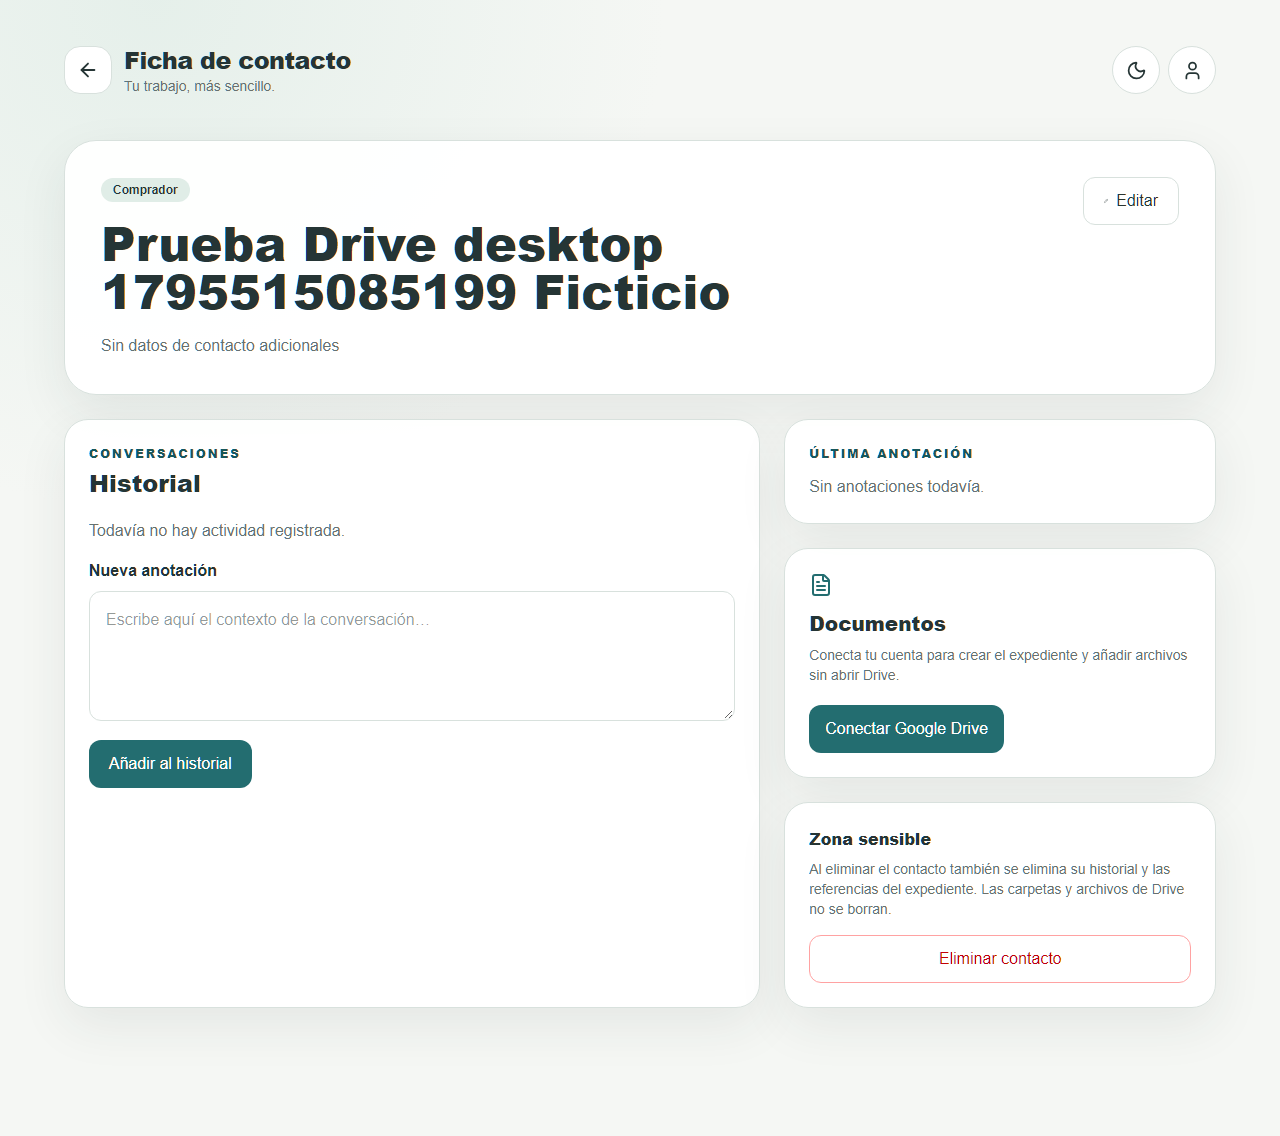 Ficha de contacto
Tu trabajo, más sencillo.
Comprador
Editar
Prueba Drive desktop
1795515085199 Ficticio
Sin datos de contacto adicionales
CONVERSACIONES
Historial
Todavía no hay actividad registrada.
Nueva anotación
Escribe aquí el contexto de la conversación…
Añadir al historial
ÚLTIMA ANOTACIÓN
Sin anotaciones todavía.
Documentos
Conecta tu cuenta para crear el expediente y añadir archivos
sin abrir Drive.
Conectar Google Drive
Zona sensible
Al eliminar el contacto también se elimina su historial y las
referencias del expediente. Las carpetas y archivos de Drive
no se borran.
Eliminar contacto